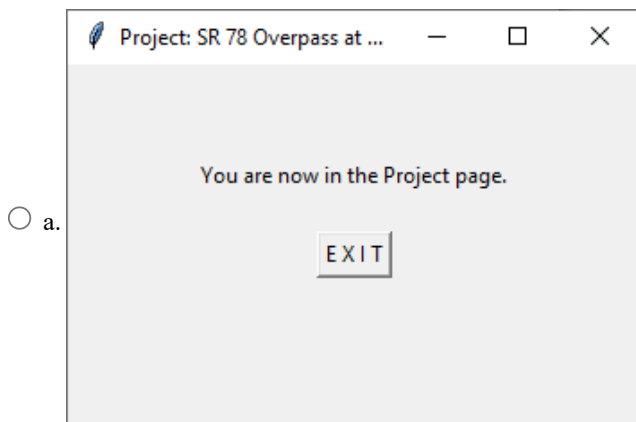 Project: SR 78 Overpass at ...
You are now in the Project page.
a.
E X I T